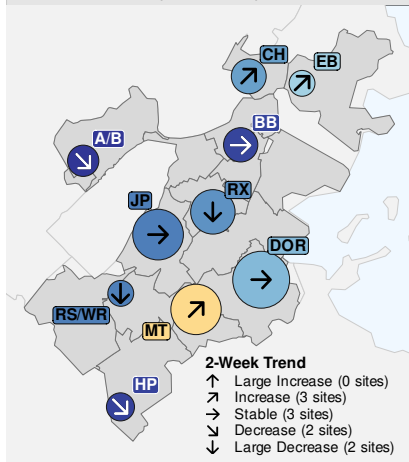 CH
EB
A/B
BB
JP
RX
DOR
RS/WR
MT
HP
2-Week Trend
↑ Large Increase (0 sites)
↗ Increase (3 sites)
→ Stable (3 sites)
↘ Decrease (2 sites)
↓ Large Decrease (2 sites)